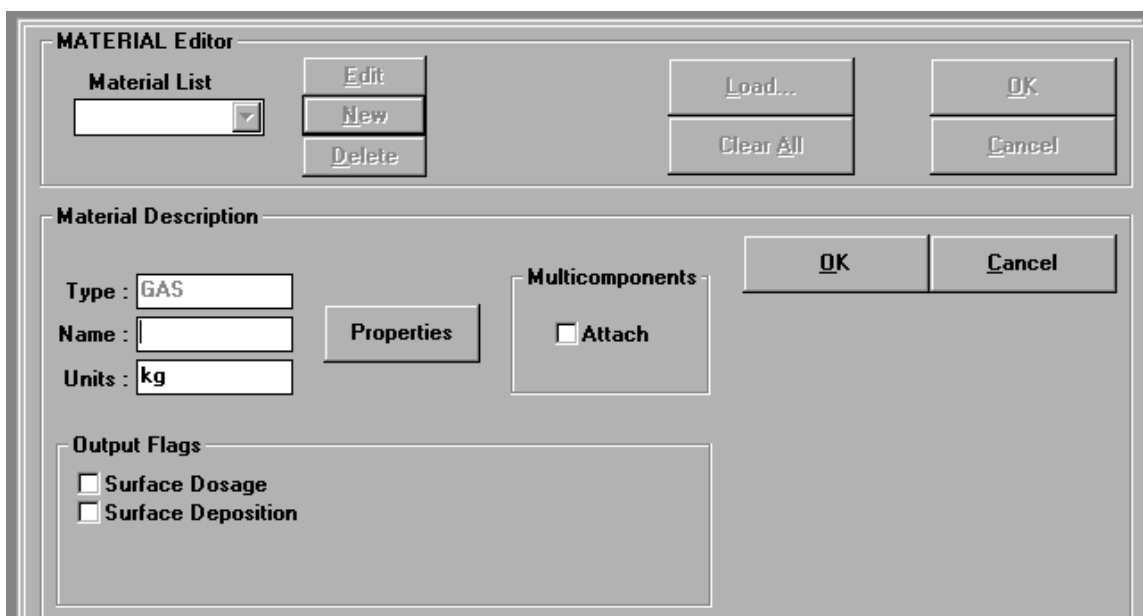 MATERIAL Editor
Material List
Edit
New
Delete
Load...
Clear All
OK
Cancel
Material Description
Type : GAS
Name :
Units : kg
Properties
Multicomponents
Attach
OK
Cancel
Output Flags
Surface Dosage
Surface Deposition